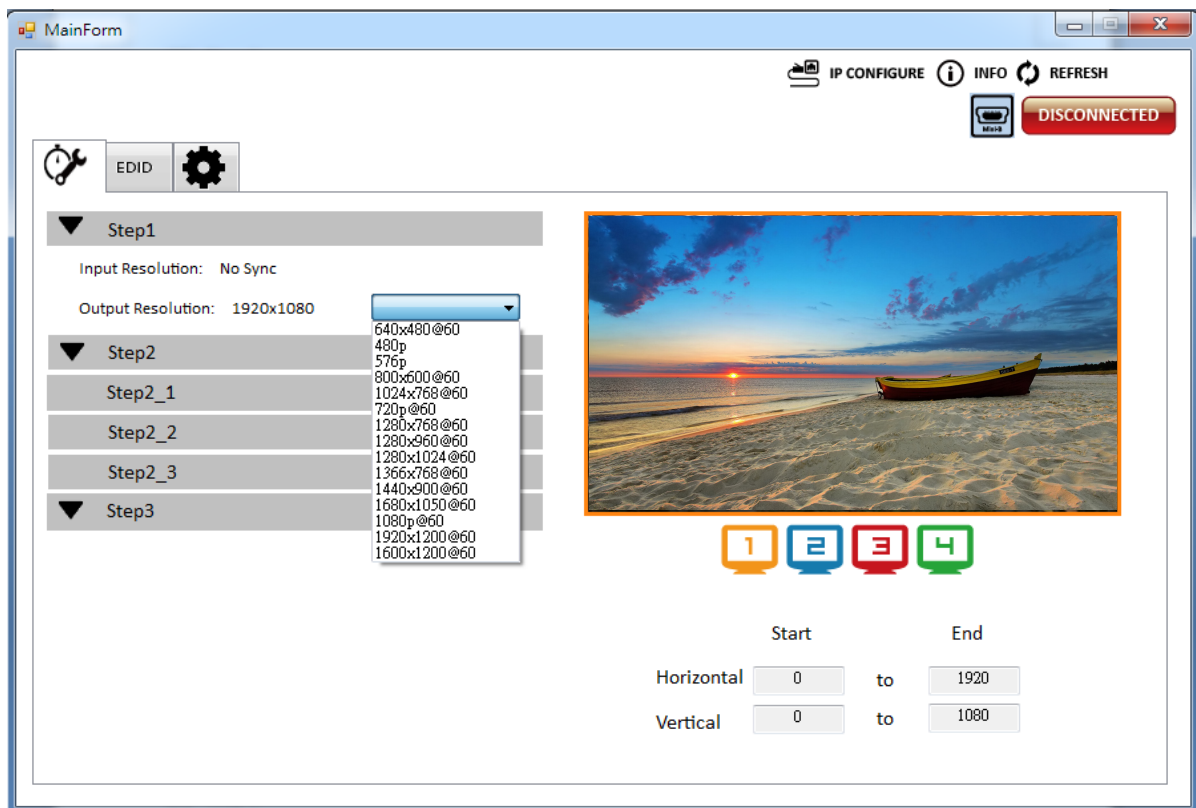 MainForm
IP CONFIGURE INFO REFRESH
Mini-B DISCONNECTED
EDID
Step1
Input Resolution: No Sync
Output Resolution: 1920x1080
640x480@60
480p
576p
800x600@60
1024x768@60
720p@60
1280x768@60
1280x960@60
1280x1024@60
1366x768@60
1440x900@60
1680x1050@60
1080p@60
1920x1200@60
1600x1200@60
Step2
Step2_1
Step2_2
Step2_3
Step3
1 2 3 4
Start End
Horizontal 0 to 1920
Vertical 0 to 1080